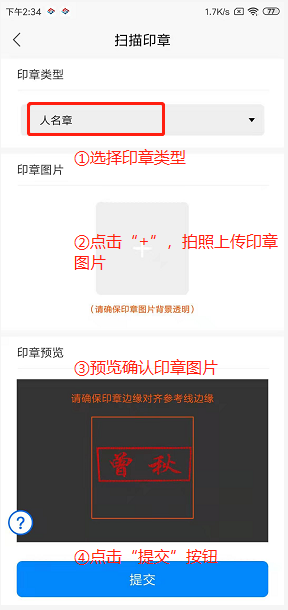 下午2:34
1.7K/s
77
扫描印章
印章类型
人名章
①选择印章类型
印章图片
②点击“+”，拍照上传印章
图片
（请确保印章图片背景透明）
印章预览
③预览确认印章图片
请确保印章边缘对齐参考线边缘
曾秋
?
④点击“提交”按钮
提交